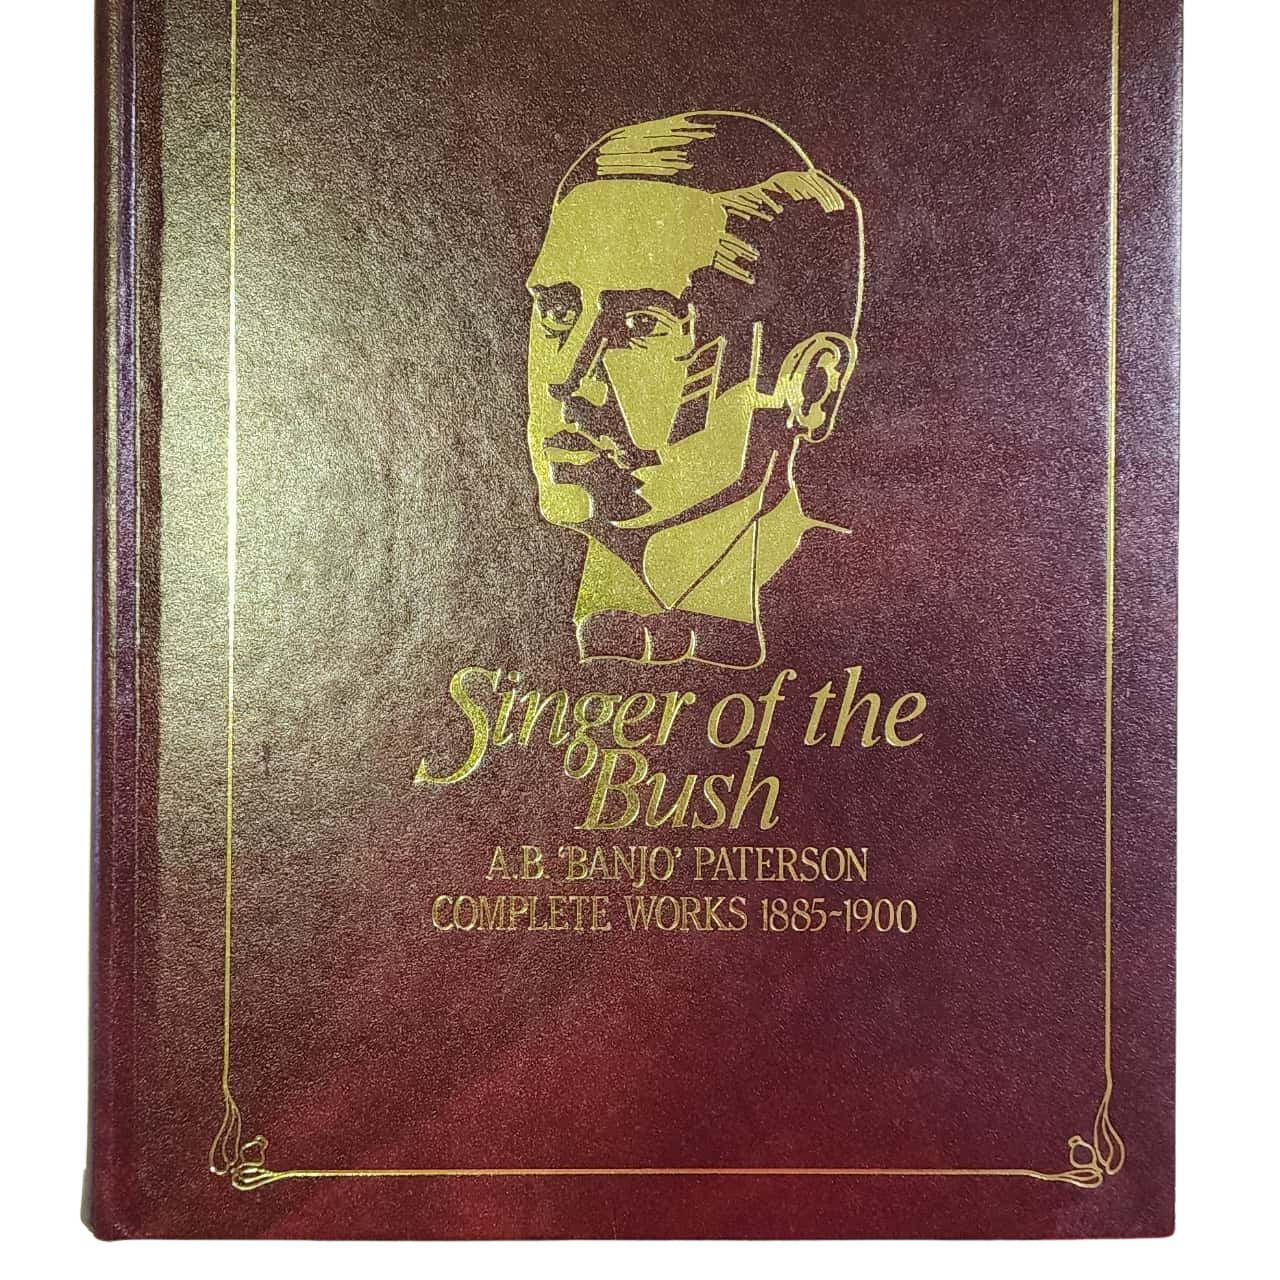 Singer of the
Bush
A.B. 'BANJO' PATERSON
COMPLETE WORKS 1885~1900